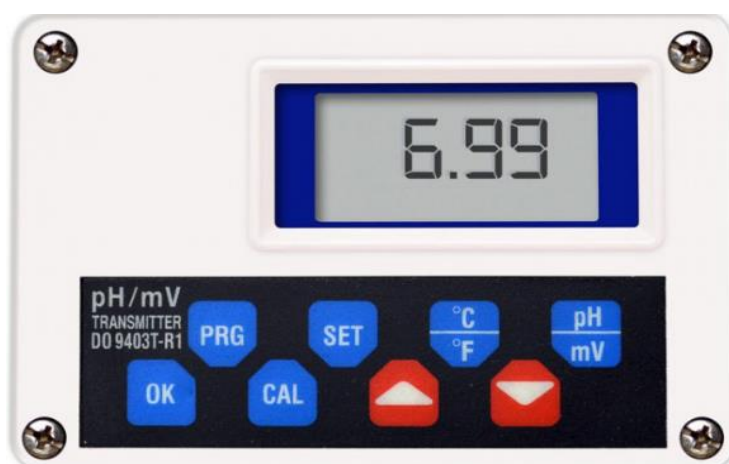 6.99
pH/mV
TRANSMITTER
DO 9403T-R1
PRG
SET
°C
°F
pH
mV
OK
CAL